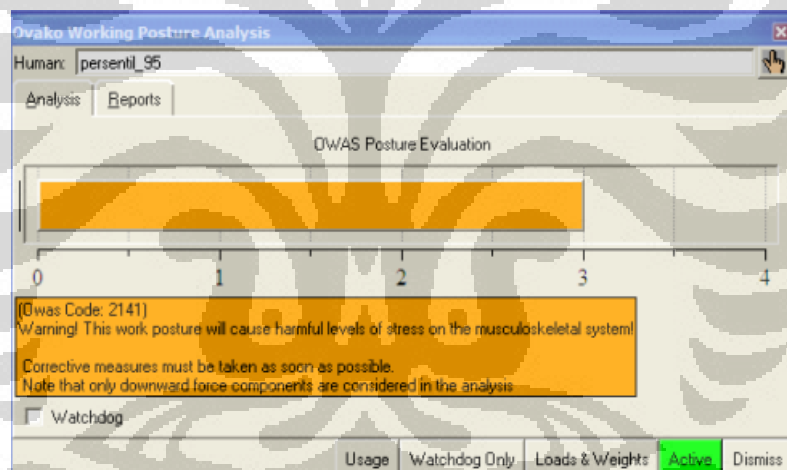 Ovako Working Posture Analysis
Human: persentil_95
Analysis Reports
OWAS Posture Evaluation
0 1 2 3 4
(Owas Code: 2141)
Warning! This work posture will cause harmful levels of stress on the musculoskeletal system!
Corrective measures must be taken as soon as possible.
Note that only downward force components are considered in the analysis
Watchdog
Usage Watchdog Only Loads & Weights Active Dismiss